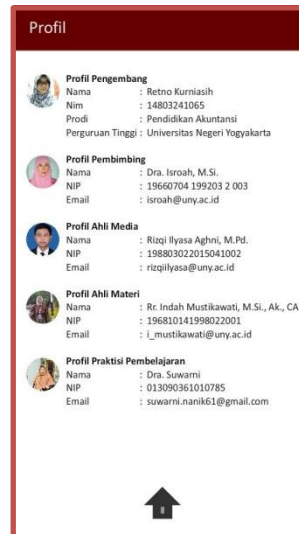 Profil
Profil Pengembang
Nama : Retno Kurniasih
Nim : 14803241065
Prodi : Pendidikan Akuntansi
Perguruan Tinggi : Universitas Negeri Yogyakarta
Profil Pembimbing
Nama : Dra. Isroah, M.Si.
NIP : 19660704 199203 2 003
Email : isroah@uny.ac.id
Profil Ahli Media
Nama : Rizqi Ilyasa Aghni, M.Pd.
NIP : 198803022015041002
Email : rizqiilyasa@uny.ac.id
Profil Ahli Materi
Nama : Rr. Indah Mustikawati, M.Si., Ak., CA
NIP : 196810141998022001
Email : i_mustikawati@uny.ac.id
Profil Praktisi Pembelajaran
Nama : Dra. Suwarni
NIP : 013090361010785
Email : suwarni.nanik61@gmail.com